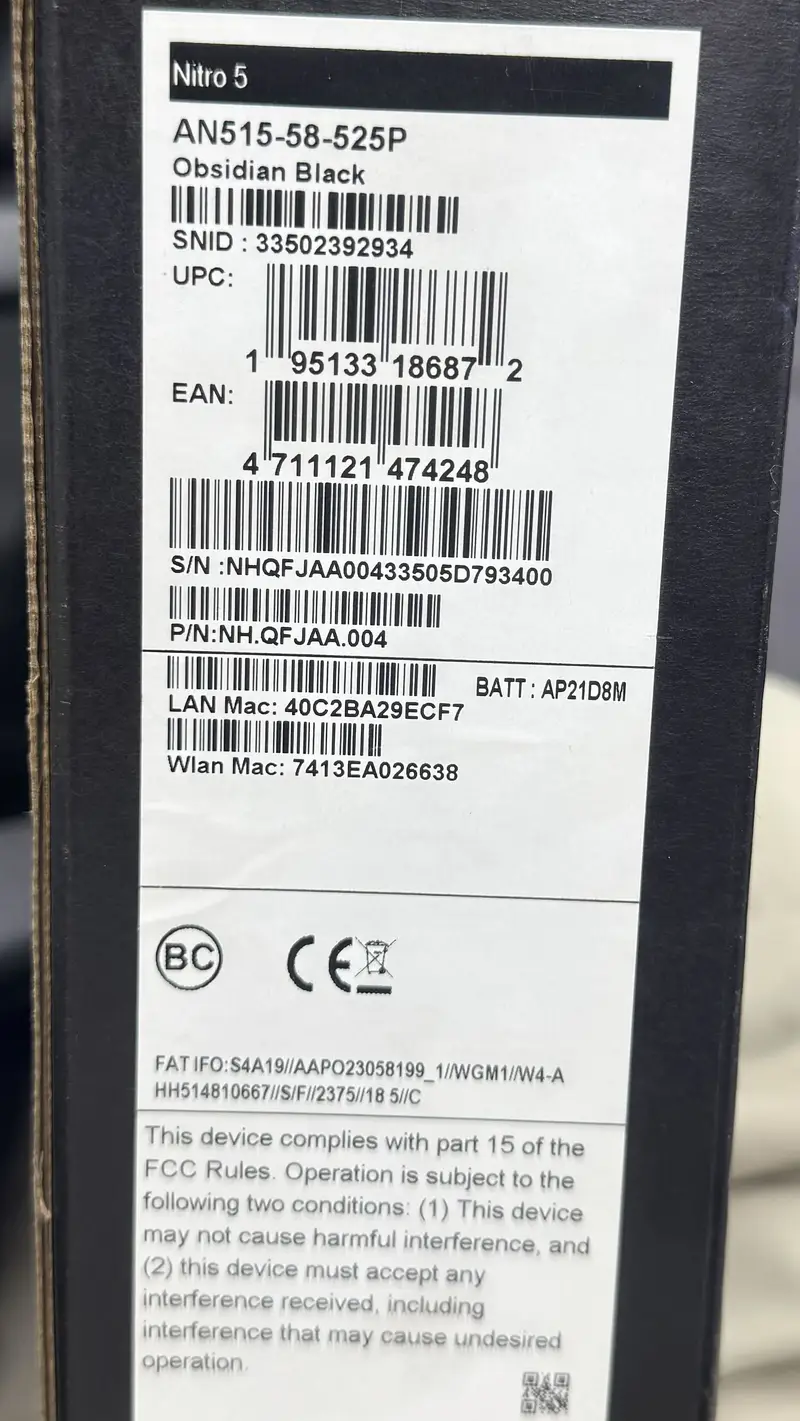 Nitro 5
AN515-58-525P
Obsidian Black
SNID : 33502392934
UPC:
1 95133 18687 2
EAN:
4 711121 474248
S/N :NHQFJAA00433505D793400
P/N:NH.QFJAA.004
BATT : AP21D8M
LAN Mac: 40C2BA29ECF7
Wlan Mac: 7413EA026638
BC
CE
FAT IFO:S4A19//AAPO23058199_1//WGM1//W4-A
HH514810667//S/F//2375//18 5//C
This device complies with part 15 of the
FCC Rules. Operation is subject to the
following two conditions: (1) This device
may not cause harmful interference, and
(2) this device must accept any
interference received, including
interference that may cause undesired
operation.